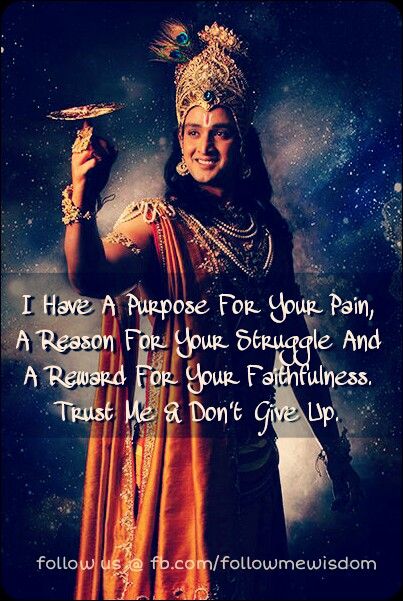 I Have A Purpose For Your Pain,
A Reason For Your Struggle And
A Reward For Your Faithfulness.
Trust Me & Don't Give Up.
follow us @ fb.com/followmewisdom